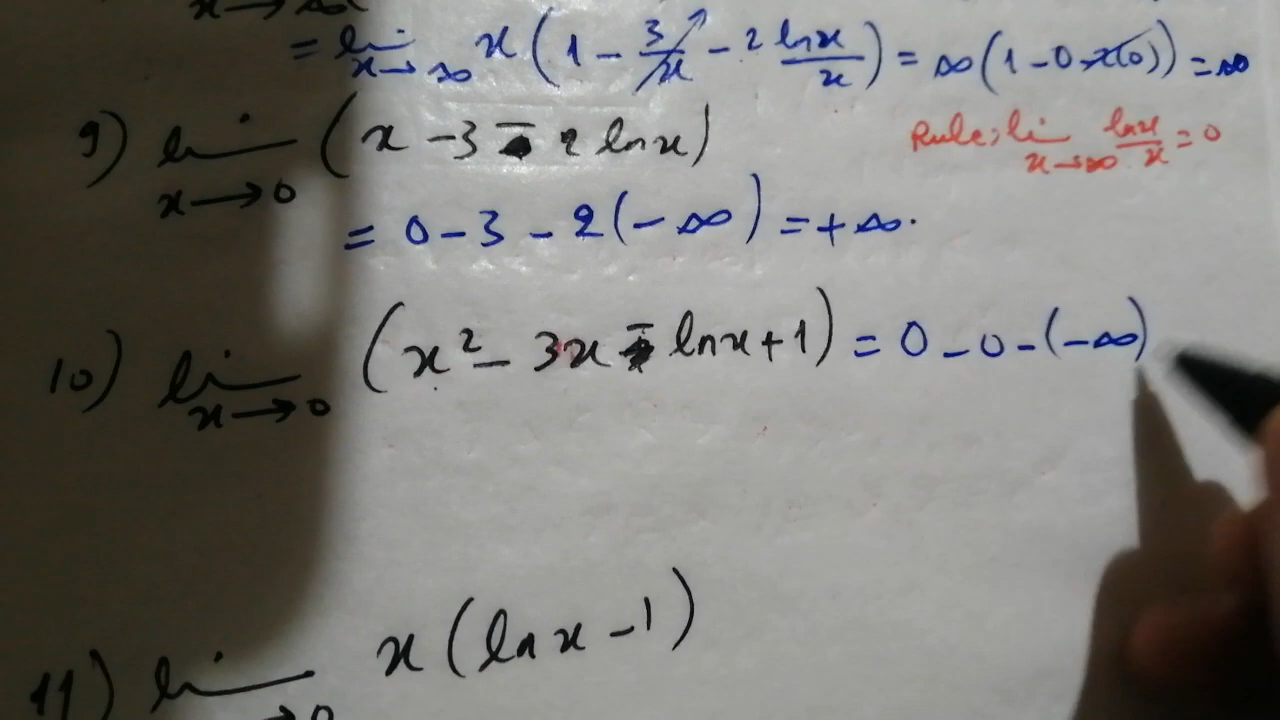 x→∞
= lim x→∞ x(1 - 3/x - 2 lnx/x) = ∞(1-0-2(0)) = ∞
9) lim x→0 (x - 3 - 2 lnx)
Rule: lim x→∞ lnx/x = 0
= 0 - 3 - 2(-∞) = +∞.
10) lim x→0 (x² - 3x - lnx + 1) = 0 - 0 - (-∞)
11) lim →0 x(lnx - 1)